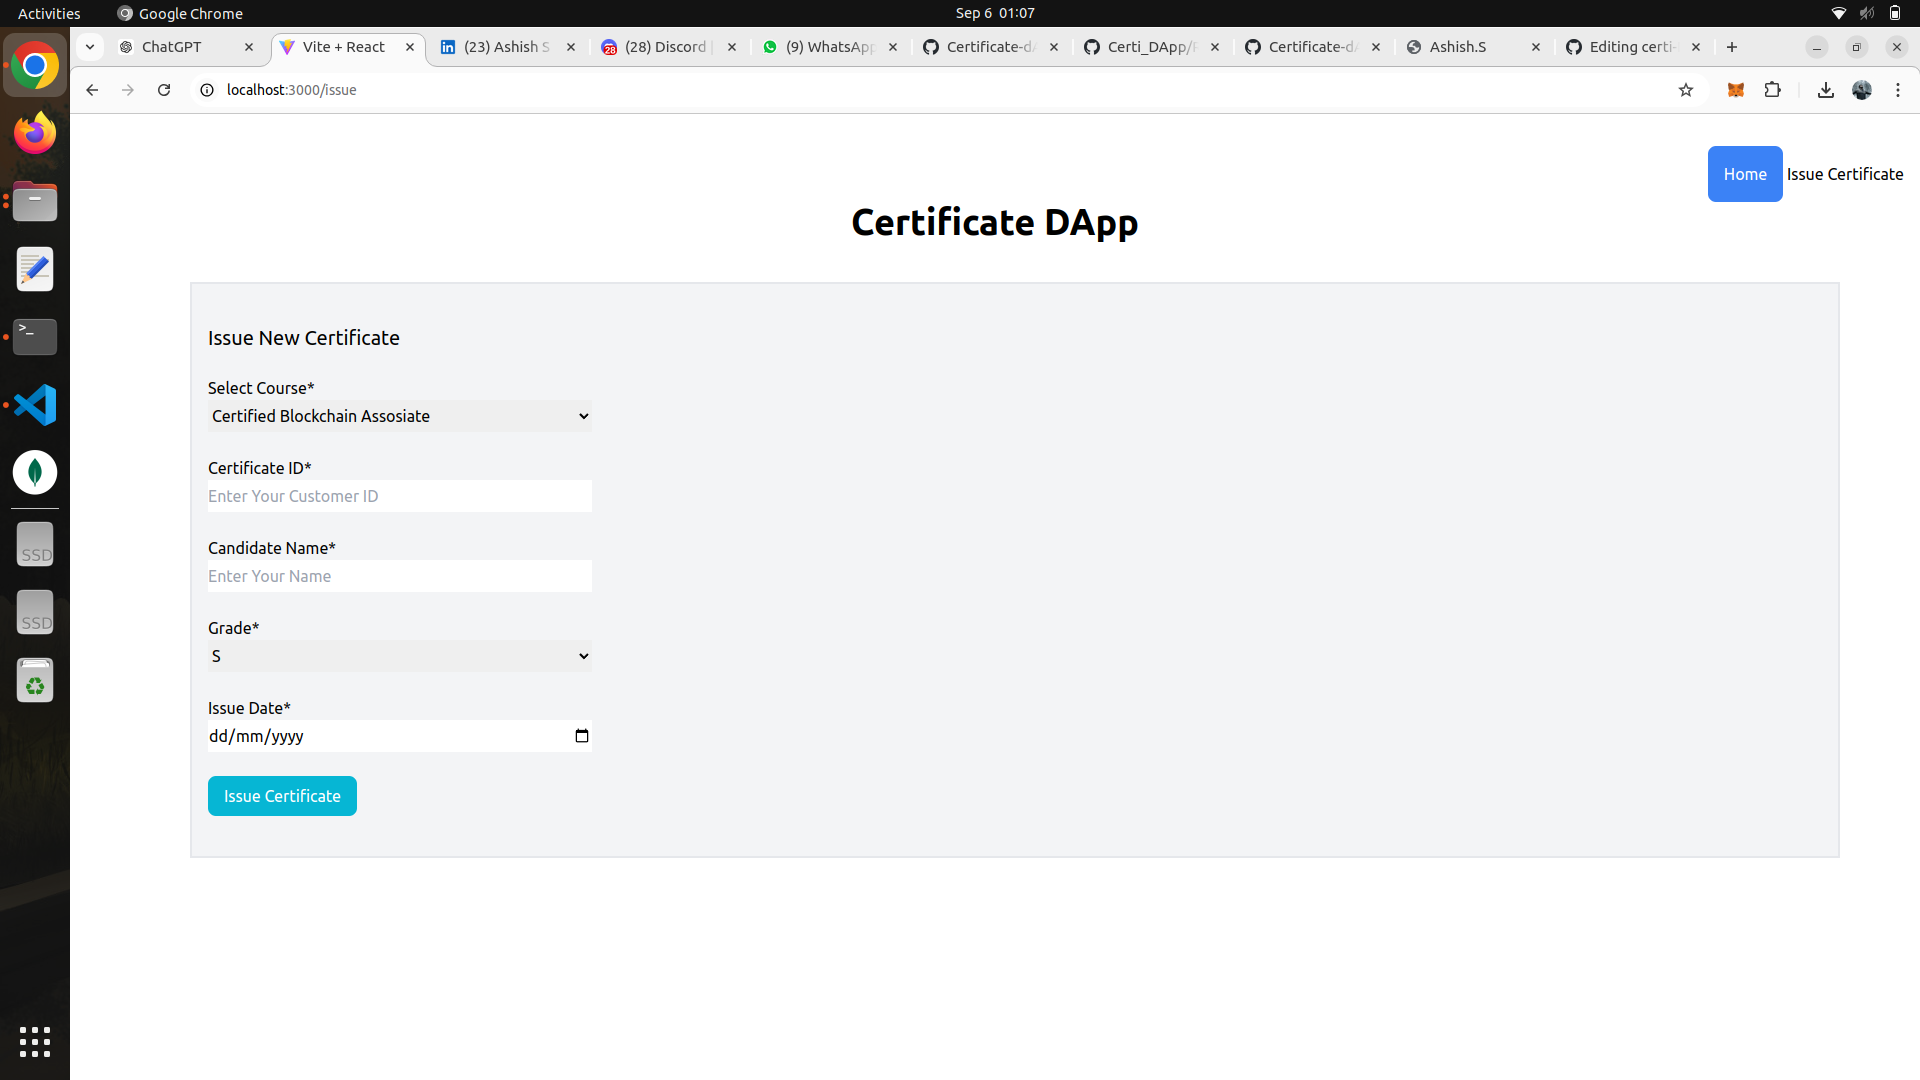 Activities Google Chrome Sep 6 01:07
ChatGPT Vite + React (23) Ashish S (28) Discord (9) WhatsApp Certificate-d Certi_DApp/ Certificate-d Ashish.S Editing certi-
localhost:3000/issue
Home Issue Certificate
Certificate DApp
Issue New Certificate
Select Course*
Certified Blockchain Assosiate
Certificate ID*
Enter Your Customer ID
Candidate Name*
Enter Your Name
Grade*
S
Issue Date*
dd/mm/yyyy
Issue Certificate
>_
SSD
SSD